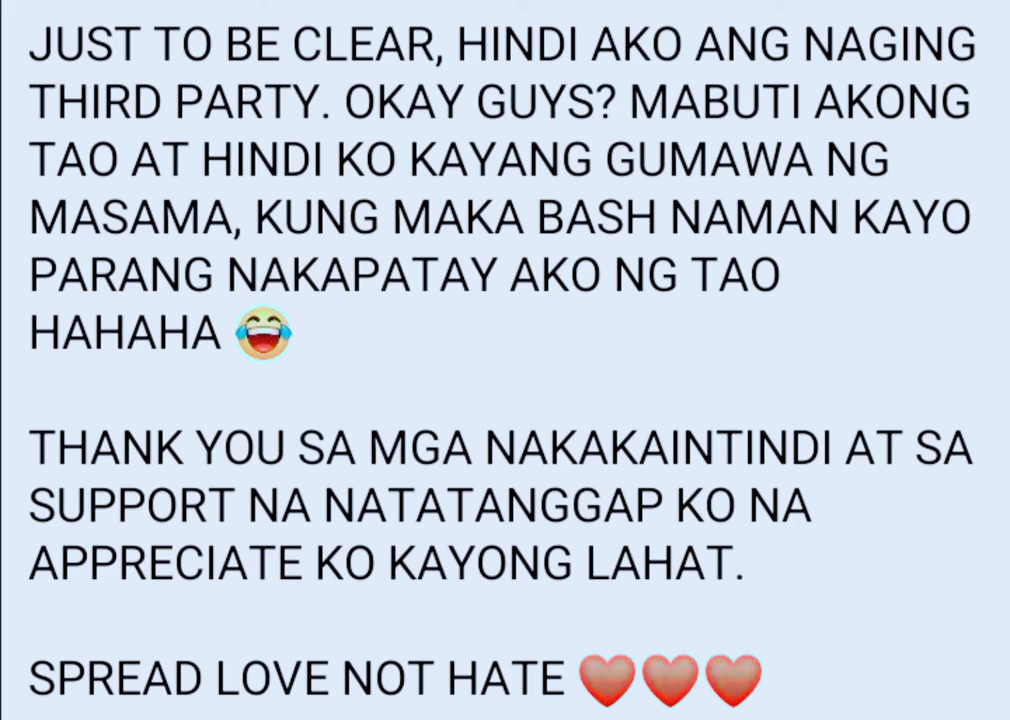 JUST TO BE CLEAR, HINDI AKO ANG NAGING
THIRD PARTY. OKAY GUYS? MABUTI AKONG
TAO AT HINDI KO KAYANG GUMAWA NG
MASAMA, KUNG MAKA BASH NAMAN KAYO
PARANG NAKAPATAY AKO NG TAO
HAHAHA 😂
THANK YOU SA MGA NAKAKAINTINDI AT SA
SUPPORT NA NATATANGGAP KO NA
APPRECIATE KO KAYONG LAHAT.
SPREAD LOVE NOT HATE ❤️❤️❤️